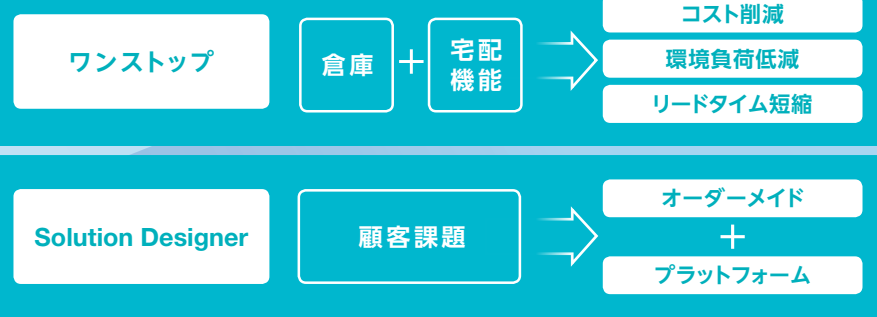 ワンストップ
倉庫
+
宅配
機能
コスト削減
環境負荷低減
リードタイム短縮
Solution Designer
顧客課題
オーダーメイド
+
プラットフォーム